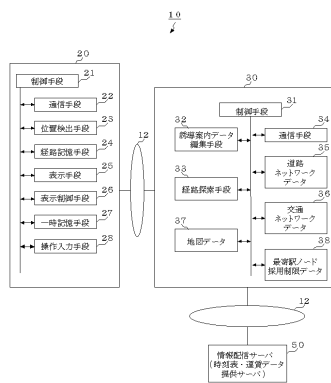 10
20
制御手段
21
通信手段
22
位置検出手段
23
経路記憶手段
24
表示手段
25
表示制御手段
26
一時記憶手段
27
操作入力手段
28
12
30
制御手段
31
32
誘導案内データ
編集手段
通信手段
34
33
経路探索手段
35
道路
ネットワーク
データ
36
交通
ネットワーク
データ
37
地図データ
38
最寄駅ノード
採用制限データ
12
50
情報配信サーバ
(時刻表・運賃データ
提供サーバ)